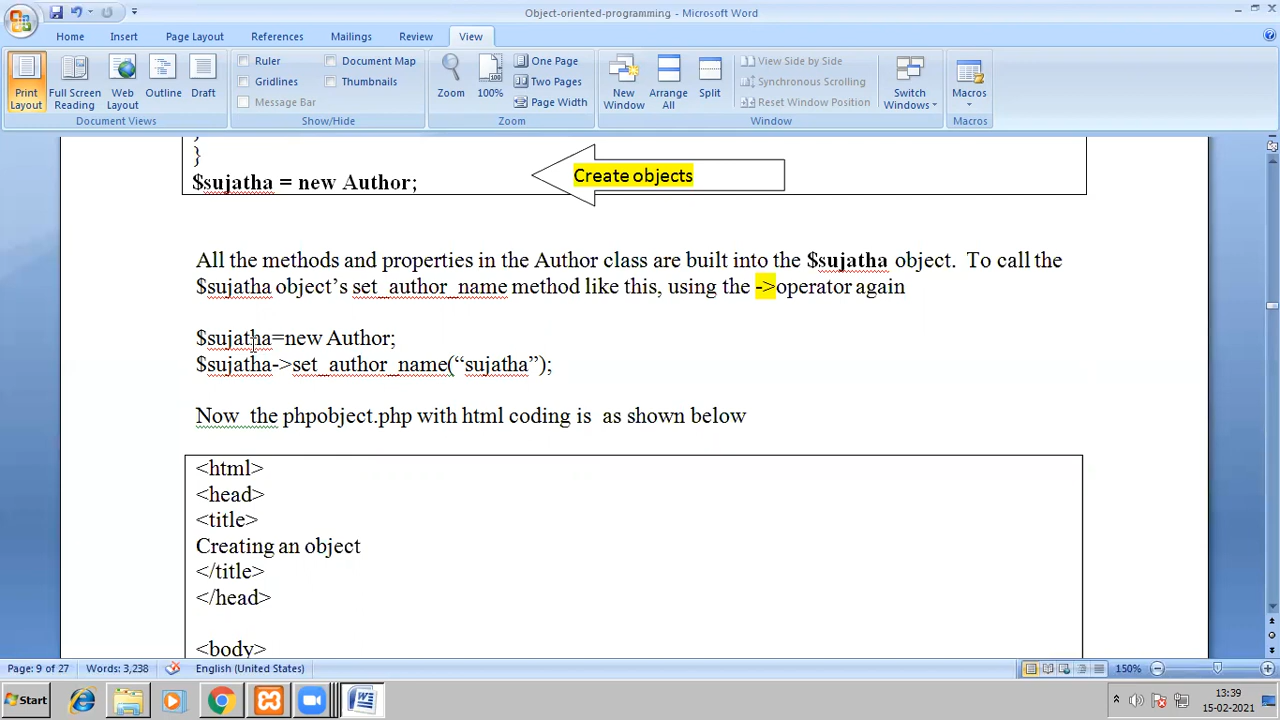 Object-oriented-programming - Microsoft Word
Home Insert Page Layout References Mailings Review View
Print Layout
Full Screen Reading
Web Layout
Outline
Draft
Document Views
Ruler
Gridlines
Message Bar
Document Map
Thumbnails
Show/Hide
Zoom
100%
One Page
Two Pages
Page Width
Zoom
New Window
Arrange All
Split
View Side by Side
Synchronous Scrolling
Reset Window Position
Switch Windows
Window
Macros
Macros
}
$sujatha = new Author;
Create objects
All the methods and properties in the Author class are built into the $sujatha object. To call the
$sujatha object’s set_author_name method like this, using the ->operator again
$sujatha=new Author;
$sujatha->set_author_name(“sujatha”);
Now the phpobject.php with html coding is as shown below
<html>
<head>
<title>
Creating an object
</title>
</head>
<body>
Page: 9 of 27 Words: 3,238 English (United States) 150%
Start 13:39
15-02-2021